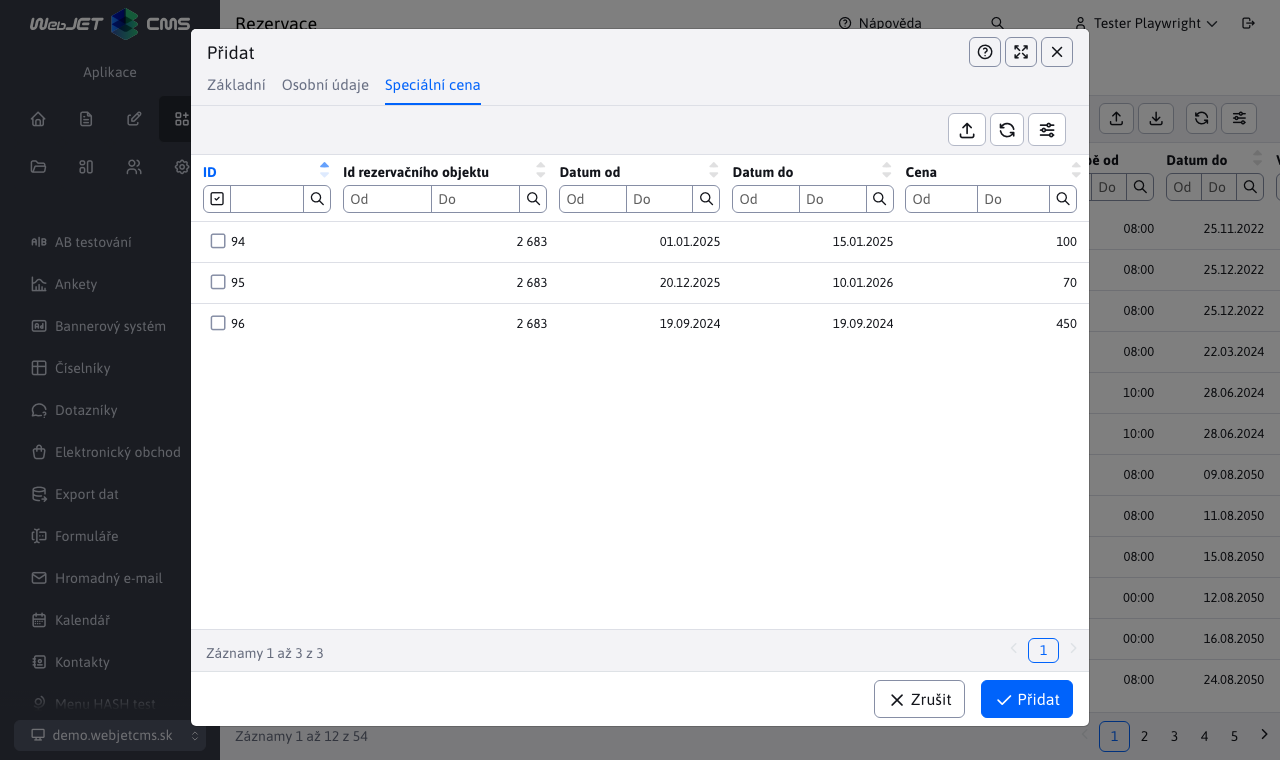 WebJET CMS
Rezervace
Nápověda
Tester Playwright
Aplikace
AB testování
Ankety
Bannerový systém
Číselníky
Dotazníky
Elektronický obchod
Export dat
Formuláře
Hromadný e-mail
Kalendář
Kontakty
Menu HASH test
demo.webjetcms.sk
Přidat
Základní Osobní údaje Speciální cena
ID Id rezervačního objektu Datum od Datum do Cena
Od Do Od Do Od Do Od Do
94 2 683 01.01.2025 15.01.2025 100
95 2 683 20.12.2025 10.01.2026 70
96 2 683 19.09.2024 19.09.2024 450
Záznamy 1 až 3 z 3
1
Zrušit Přidat
od Datum do
Do Od Do
08:00 25.11.2022
08:00 25.12.2022
08:00 25.12.2022
08:00 22.03.2024
10:00 28.06.2024
10:00 28.06.2024
08:00 09.08.2050
08:00 11.08.2050
08:00 15.08.2050
00:00 12.08.2050
00:00 16.08.2050
08:00 24.08.2050
Záznamy 1 až 12 z 54
1 2 3 4 5